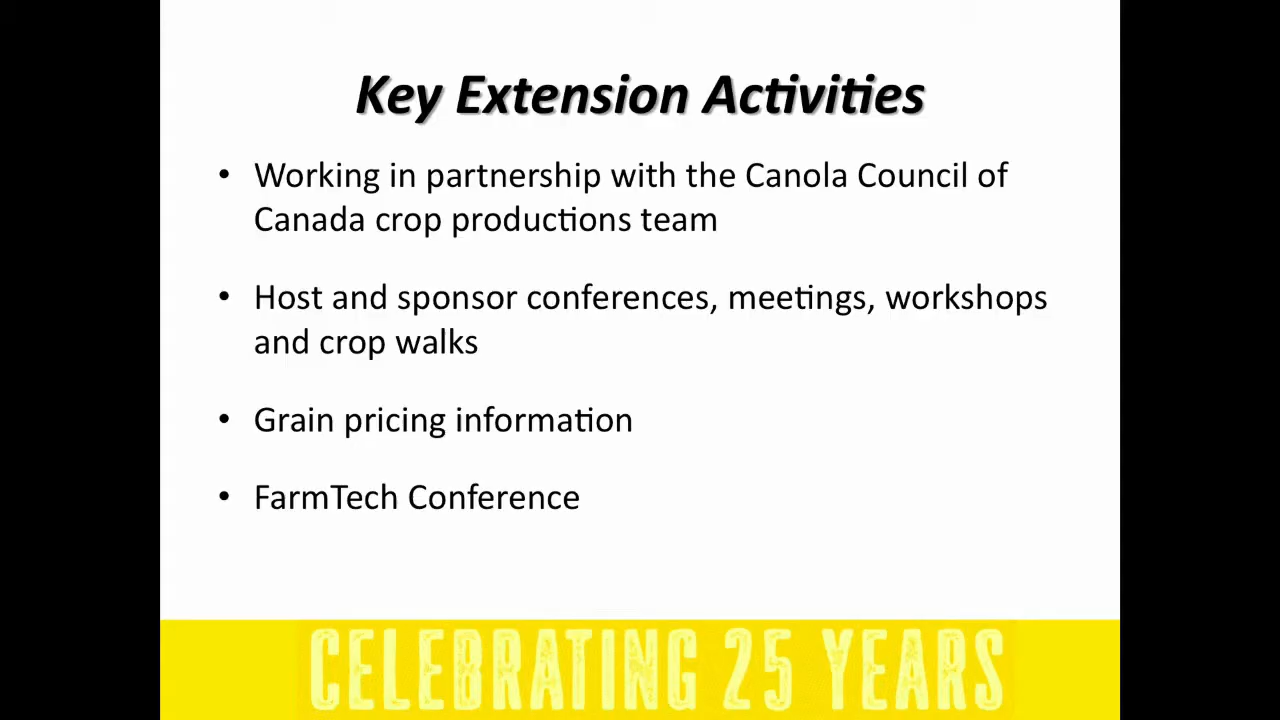 Key Extension Activities
• Working in partnership with the Canola Council of
Canada crop productions team
• Host and sponsor conferences, meetings, workshops
and crop walks
• Grain pricing information
• FarmTech Conference
CELEBRATING 25 YEARS